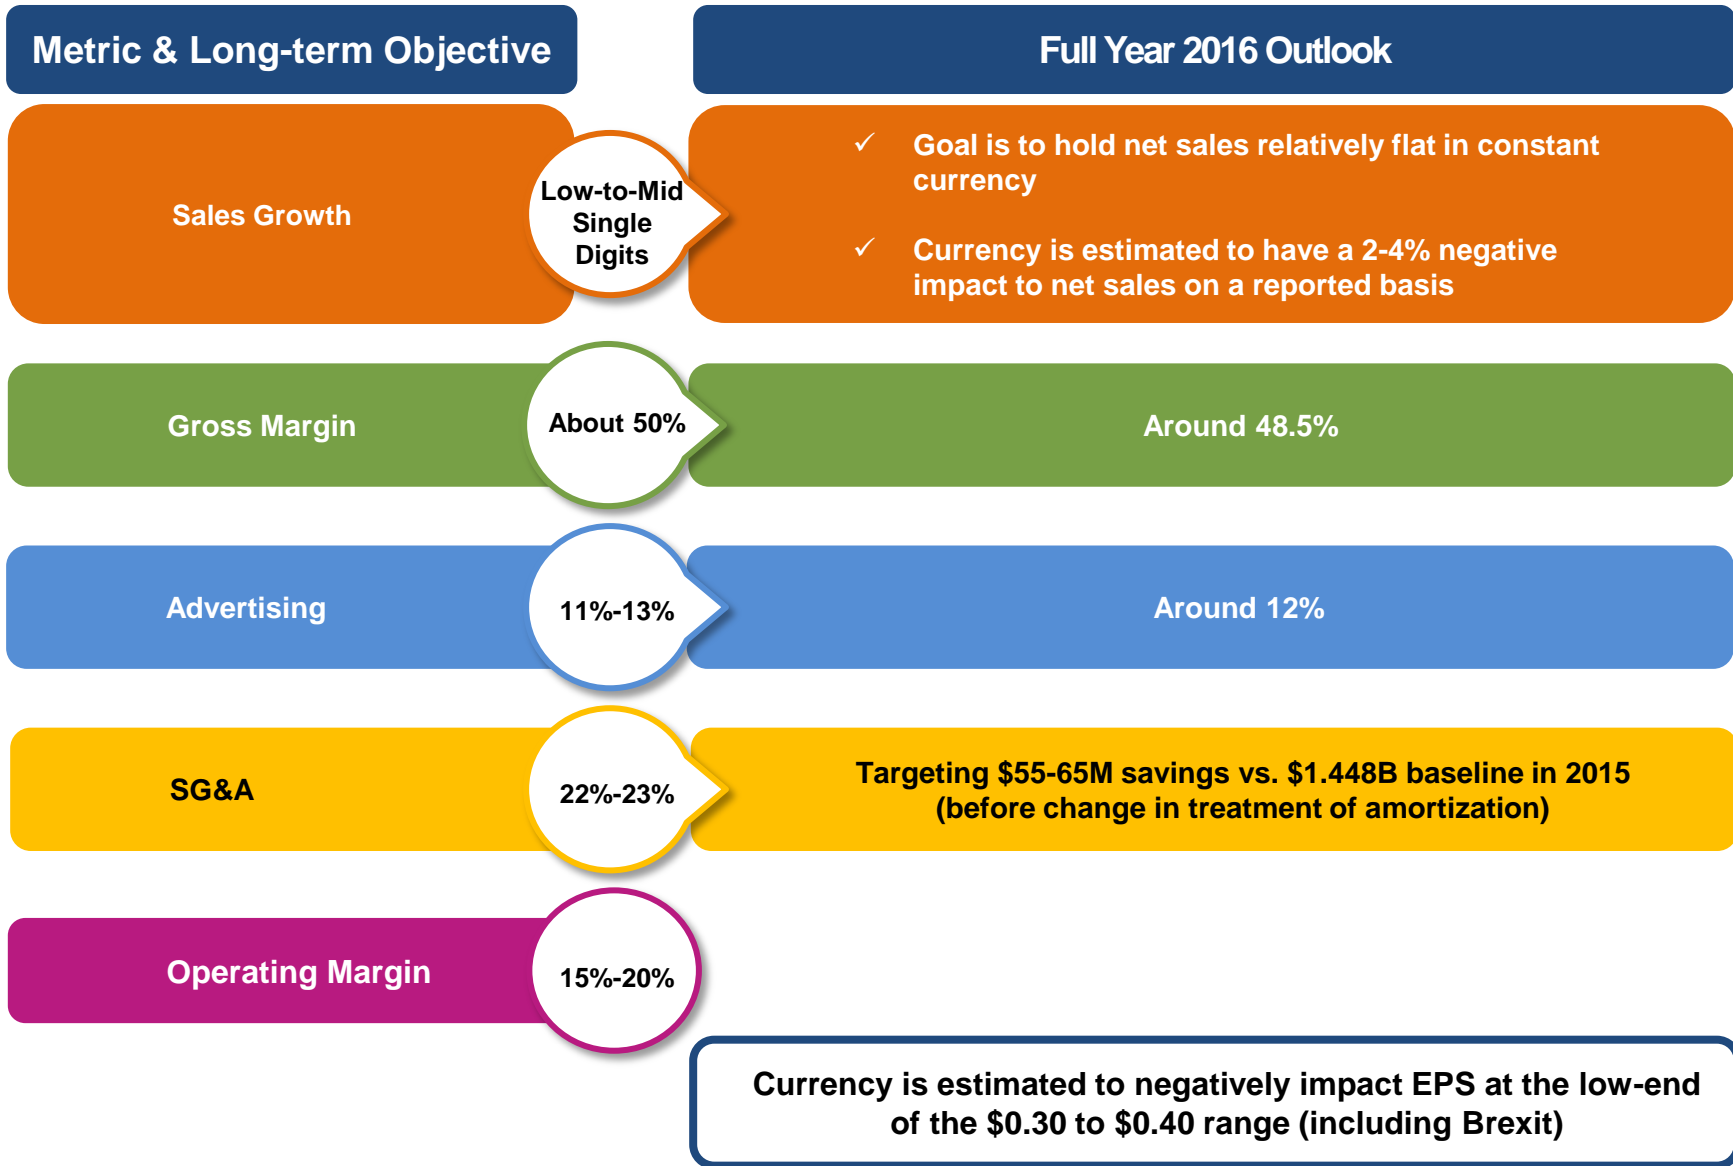 Metric & Long-term Objective
Full Year 2016 Outlook
Sales Growth
Low-to-Mid
Single
Digits
✓ Goal is to hold net sales relatively flat in constant
currency
✓ Currency is estimated to have a 2-4% negative
impact to net sales on a reported basis
Gross Margin
About 50%
Around 48.5%
Advertising
11%-13%
Around 12%
SG&A
22%-23%
Targeting $55-65M savings vs. $1.448B baseline in 2015
(before change in treatment of amortization)
Operating Margin
15%-20%
Currency is estimated to negatively impact EPS at the low-end
of the $0.30 to $0.40 range (including Brexit)